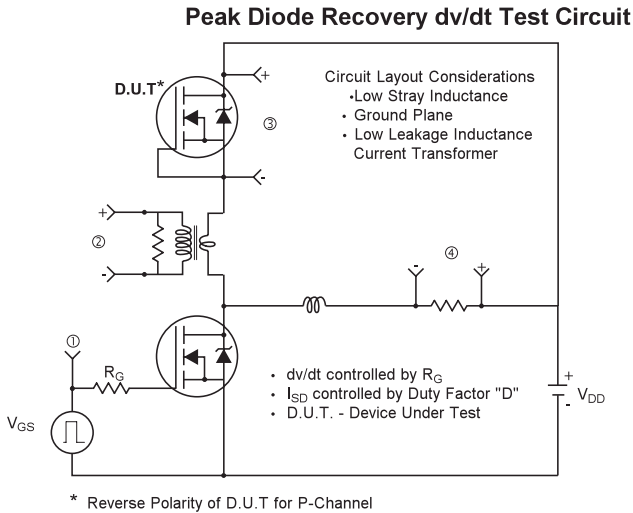 Peak Diode Recovery dv/dt Test Circuit
D.U.T*
+
Circuit Layout Considerations
•Low Stray Inductance
③
• Ground Plane
• Low Leakage Inductance
Current Transformer
-
+
②
-
④
- +
①
RG
• dv/dt controlled by RG
+
• ISD controlled by Duty Factor "D"
VDD
-
• D.U.T. - Device Under Test
VGS
* Reverse Polarity of D.U.T for P-Channel